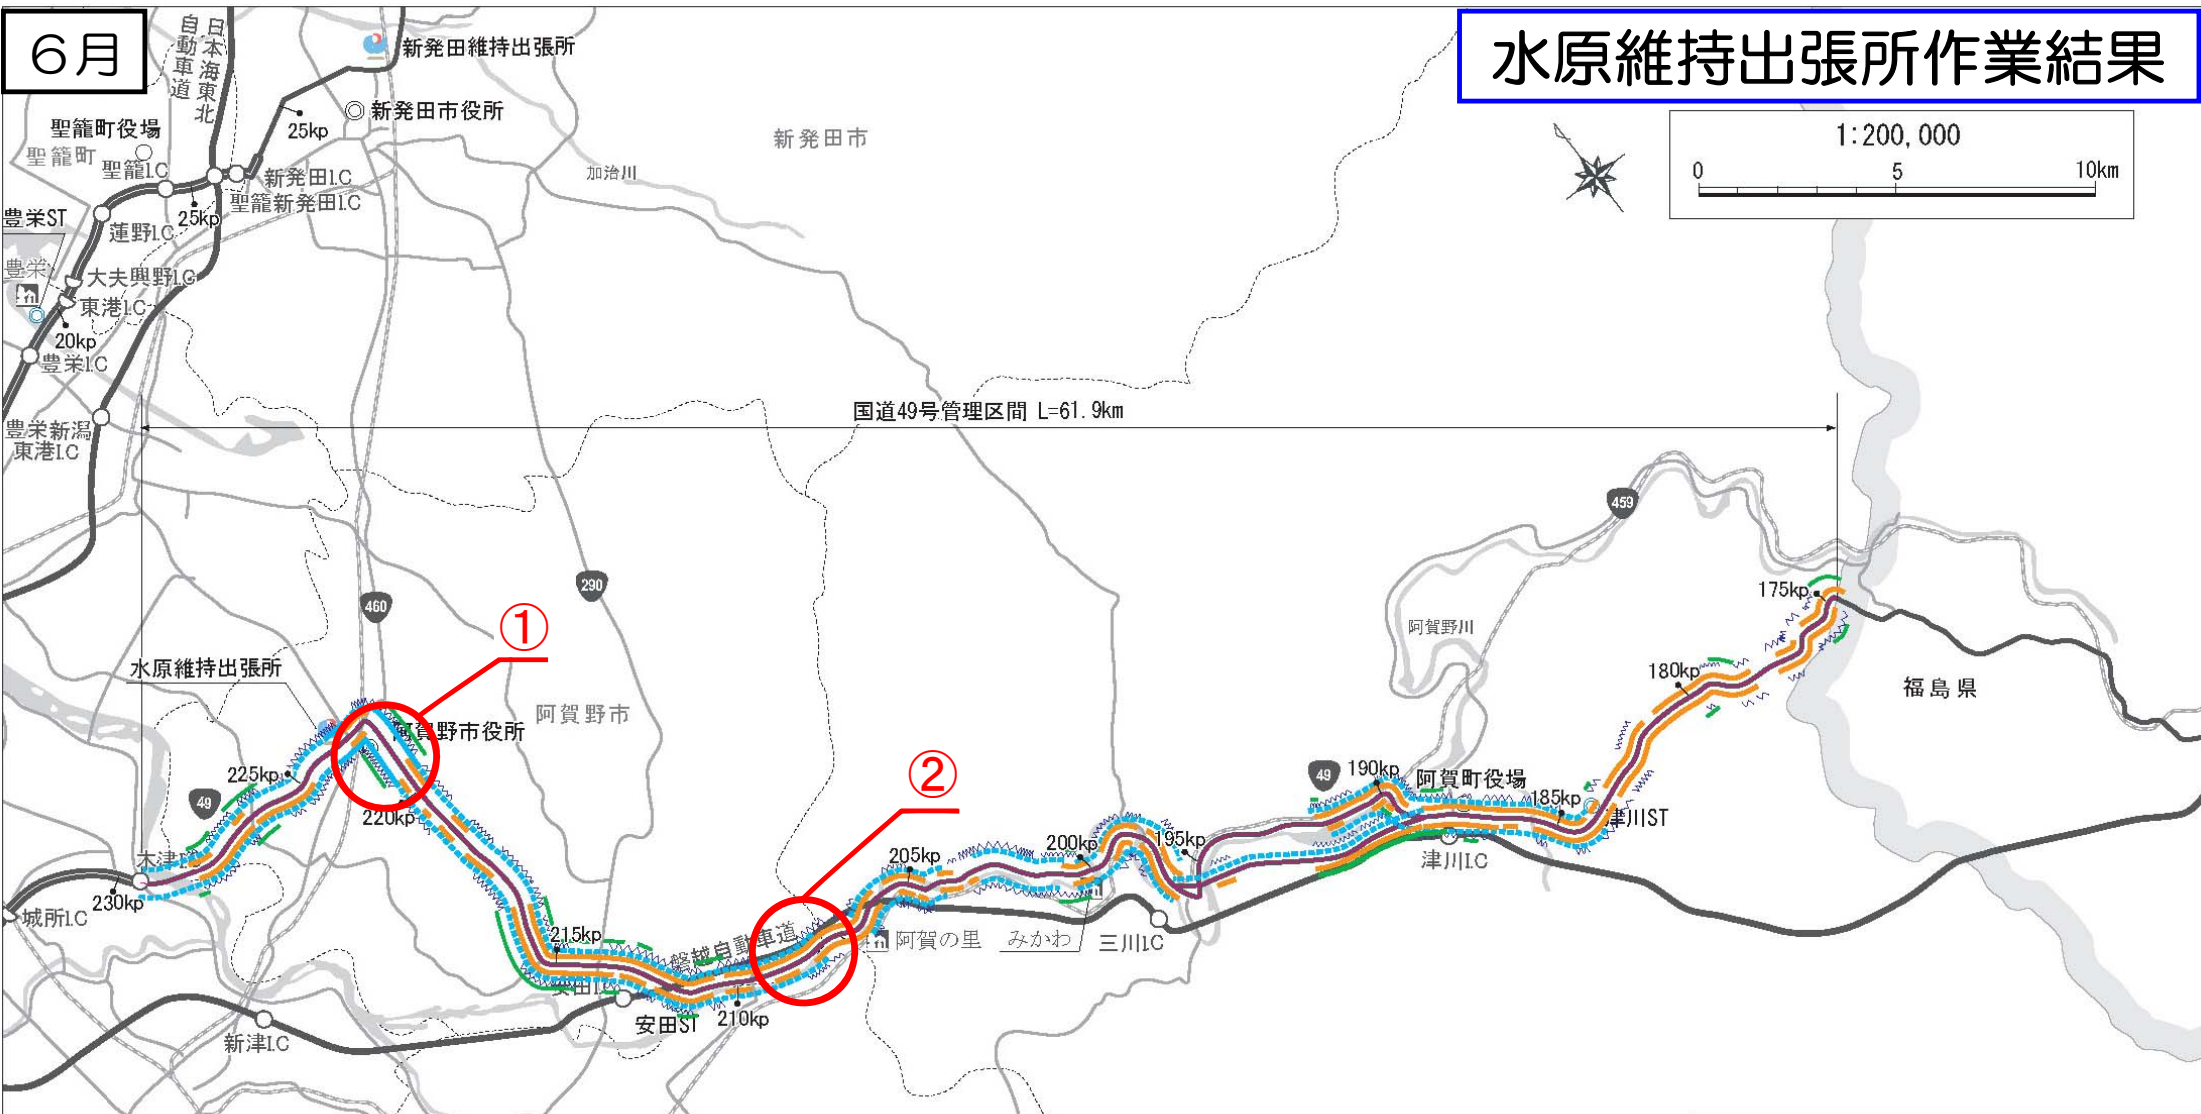 6月
水原維持出張所作業結果
1:200,000
0 5 10km
日本海東北
自動車道
新発田維持出張所
新発田市役所
25kp
聖籠町役場
聖籠町
聖籠I.C
新発田I.C
聖籠新発田I.C
25kp
豊栄ST
蓮野I.C
豊栄
大夫興野I.C
東港I.C
20kp
豊栄I.C
豊栄新潟
東港I.C
新発田市
加治川
国道49号管理区間 L=61.9km
459
290
460
①
水原維持出張所
阿賀野市
阿賀野市役所
225kp
49
220kp
木津I.C
230kp
城所I.C
新津I.C
215kp
安田I.C
安田ST
磐越自動車道
210kp
②
205kp
阿賀の里
みかわ
200kp
195kp
三川I.C
49
190kp
阿賀町役場
185kp
津川ST
津川I.C
阿賀野川
180kp
175kp
福島県